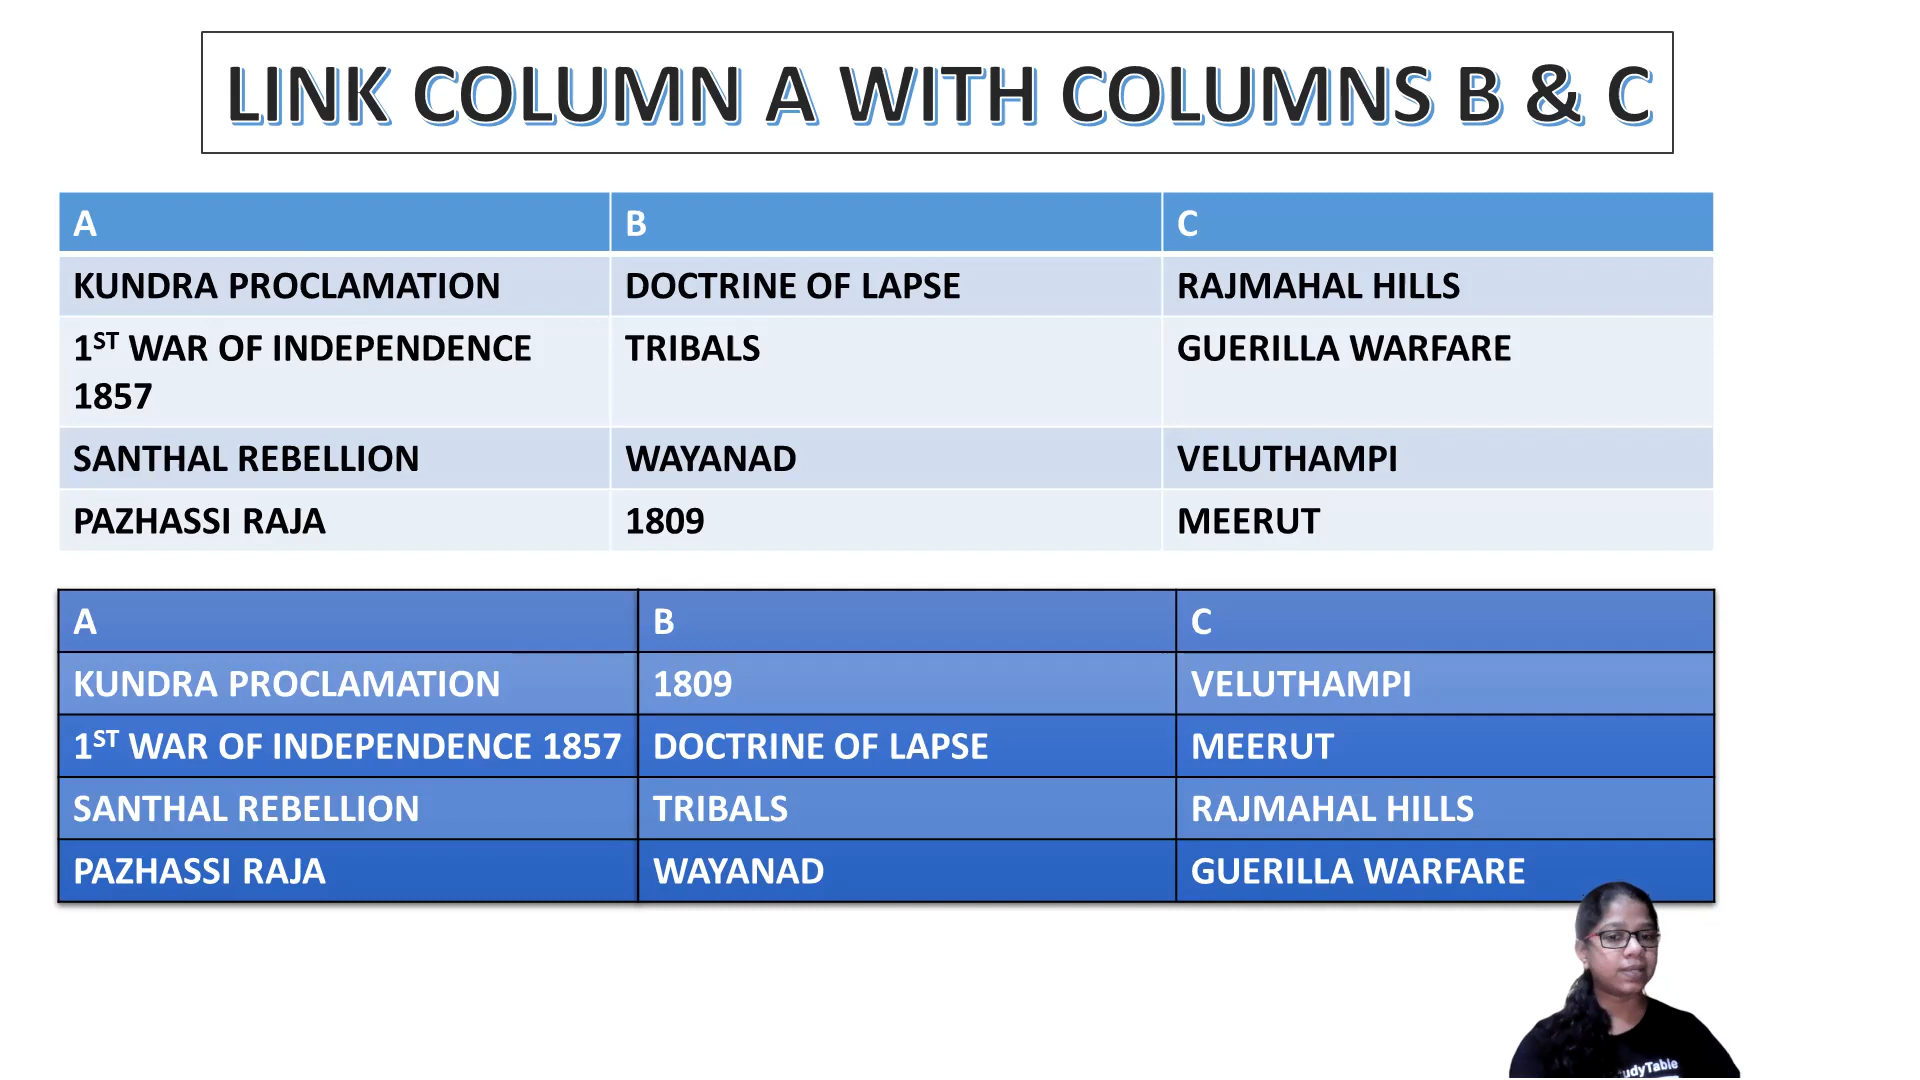 LINK COLUMN A WITH COLUMNS B & C
A B C
KUNDRA PROCLAMATION DOCTRINE OF LAPSE RAJMAHAL HILLS
1ST WAR OF INDEPENDENCE TRIBALS GUERILLA WARFARE
1857
SANTHAL REBELLION WAYANAD VELUTHAMPI
PAZHASSI RAJA 1809 MEERUT
A B C
KUNDRA PROCLAMATION 1809 VELUTHAMPI
1ST WAR OF INDEPENDENCE 1857 DOCTRINE OF LAPSE MEERUT
SANTHAL REBELLION TRIBALS RAJMAHAL HILLS
PAZHASSI RAJA WAYANAD GUERILLA WARFARE
udyTable